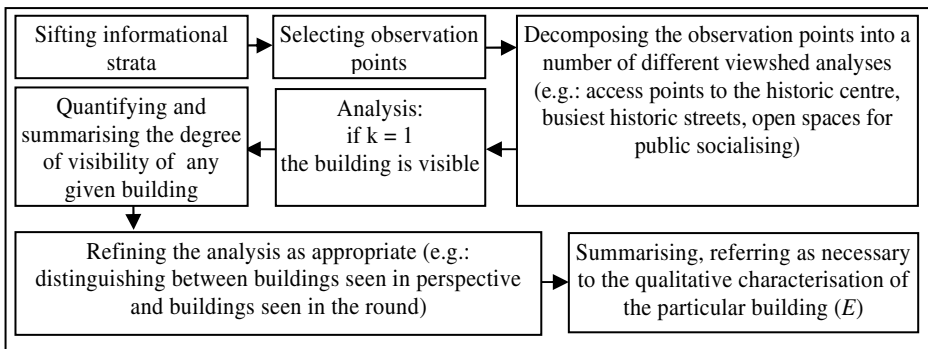 Sifting informational
strata
Selecting observation
points
Decomposing the observation points into a
number of different viewshed analyses
(e.g.: access points to the historic centre,
busiest historic streets, open spaces for
public socialising)
Analysis:
if k = 1
the building is visible
Quantifying and
summarising the degree
of visibility of any
given building
Refining the analysis as appropriate (e.g.:
distinguishing between buildings seen in perspective
and buildings seen in the round)
Summarising, referring as necessary
to the qualitative characterisation
of the particular building (E)